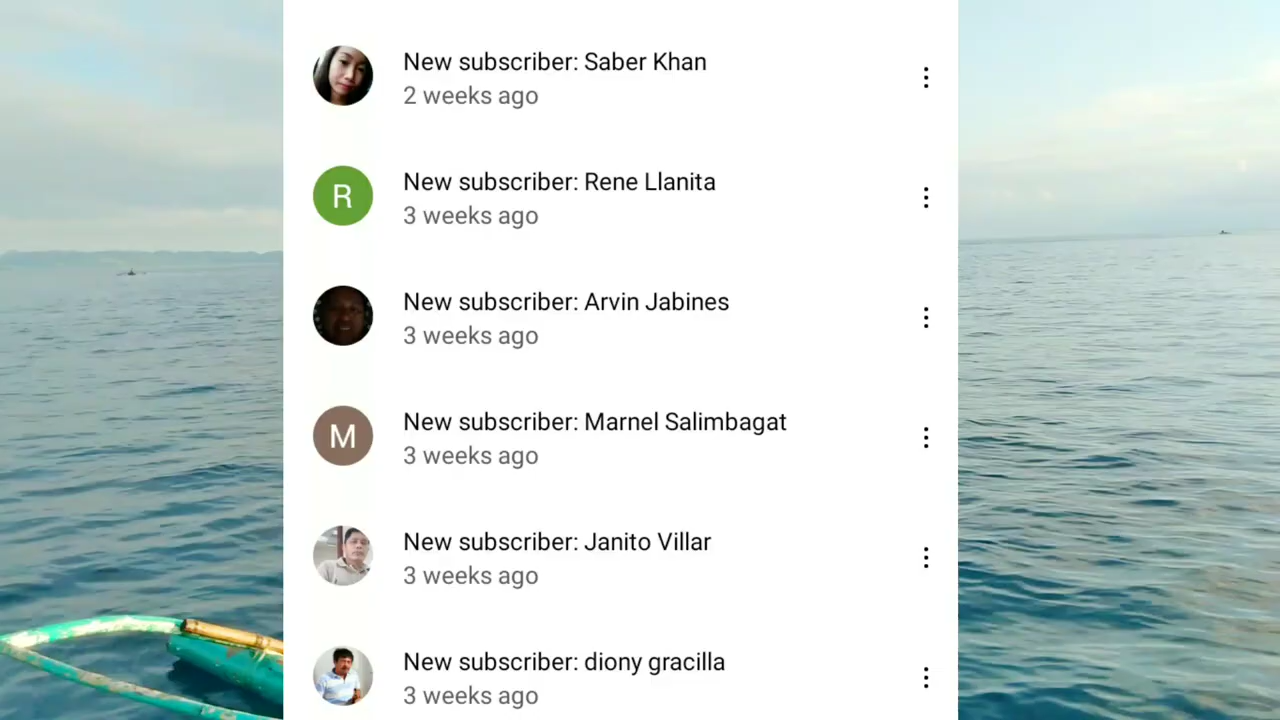 New subscriber: Saber Khan
2 weeks ago
R
New subscriber: Rene Llanita
3 weeks ago
New subscriber: Arvin Jabines
3 weeks ago
M
New subscriber: Marnel Salimbagat
3 weeks ago
New subscriber: Janito Villar
3 weeks ago
New subscriber: diony gracilla
3 weeks ago